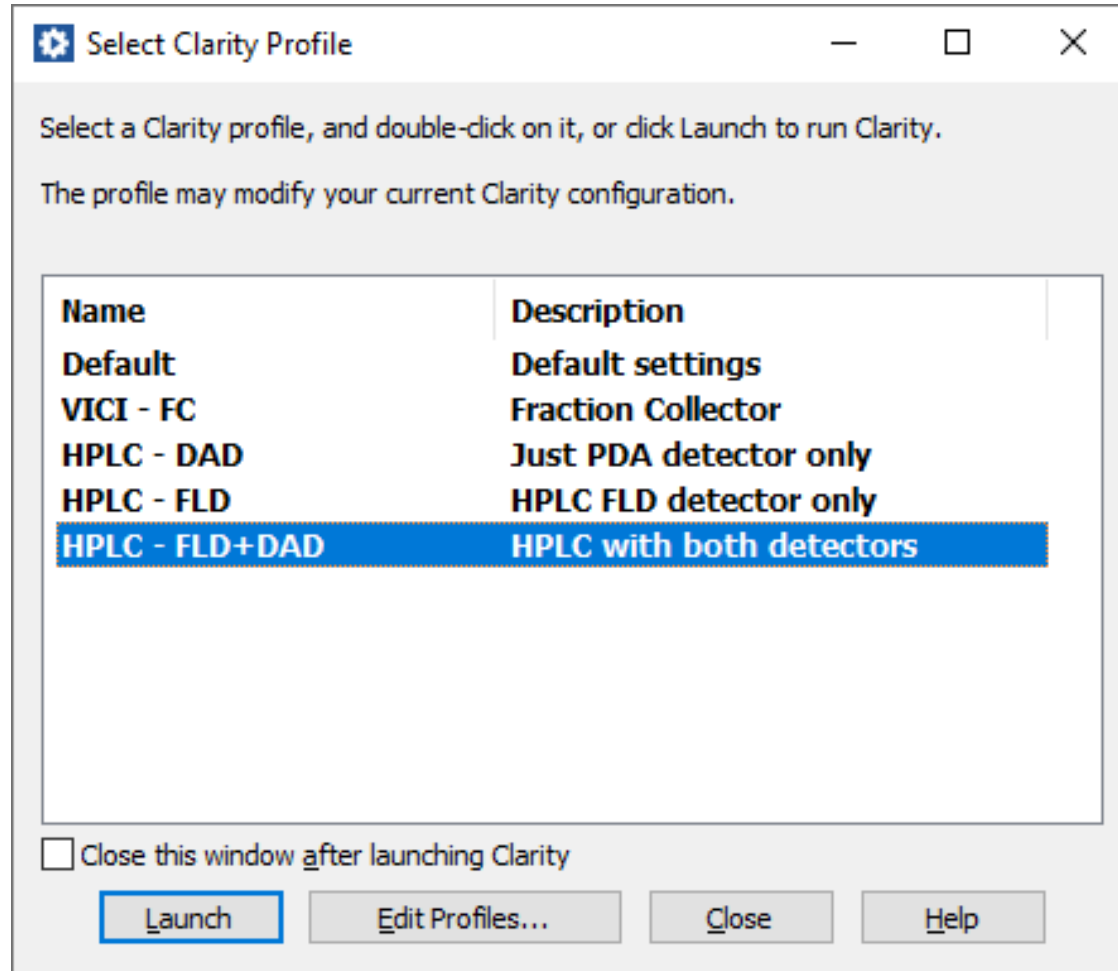 Select Clarity Profile
Select a Clarity profile, and double-click on it, or click Launch to run Clarity.
The profile may modify your current Clarity configuration.
Name Description
Default Default settings
VICI - FC Fraction Collector
HPLC - DAD Just PDA detector only
HPLC - FLD HPLC FLD detector only
HPLC - FLD+DAD HPLC with both detectors
Close this window after launching Clarity
Launch Edit Profiles... Close Help